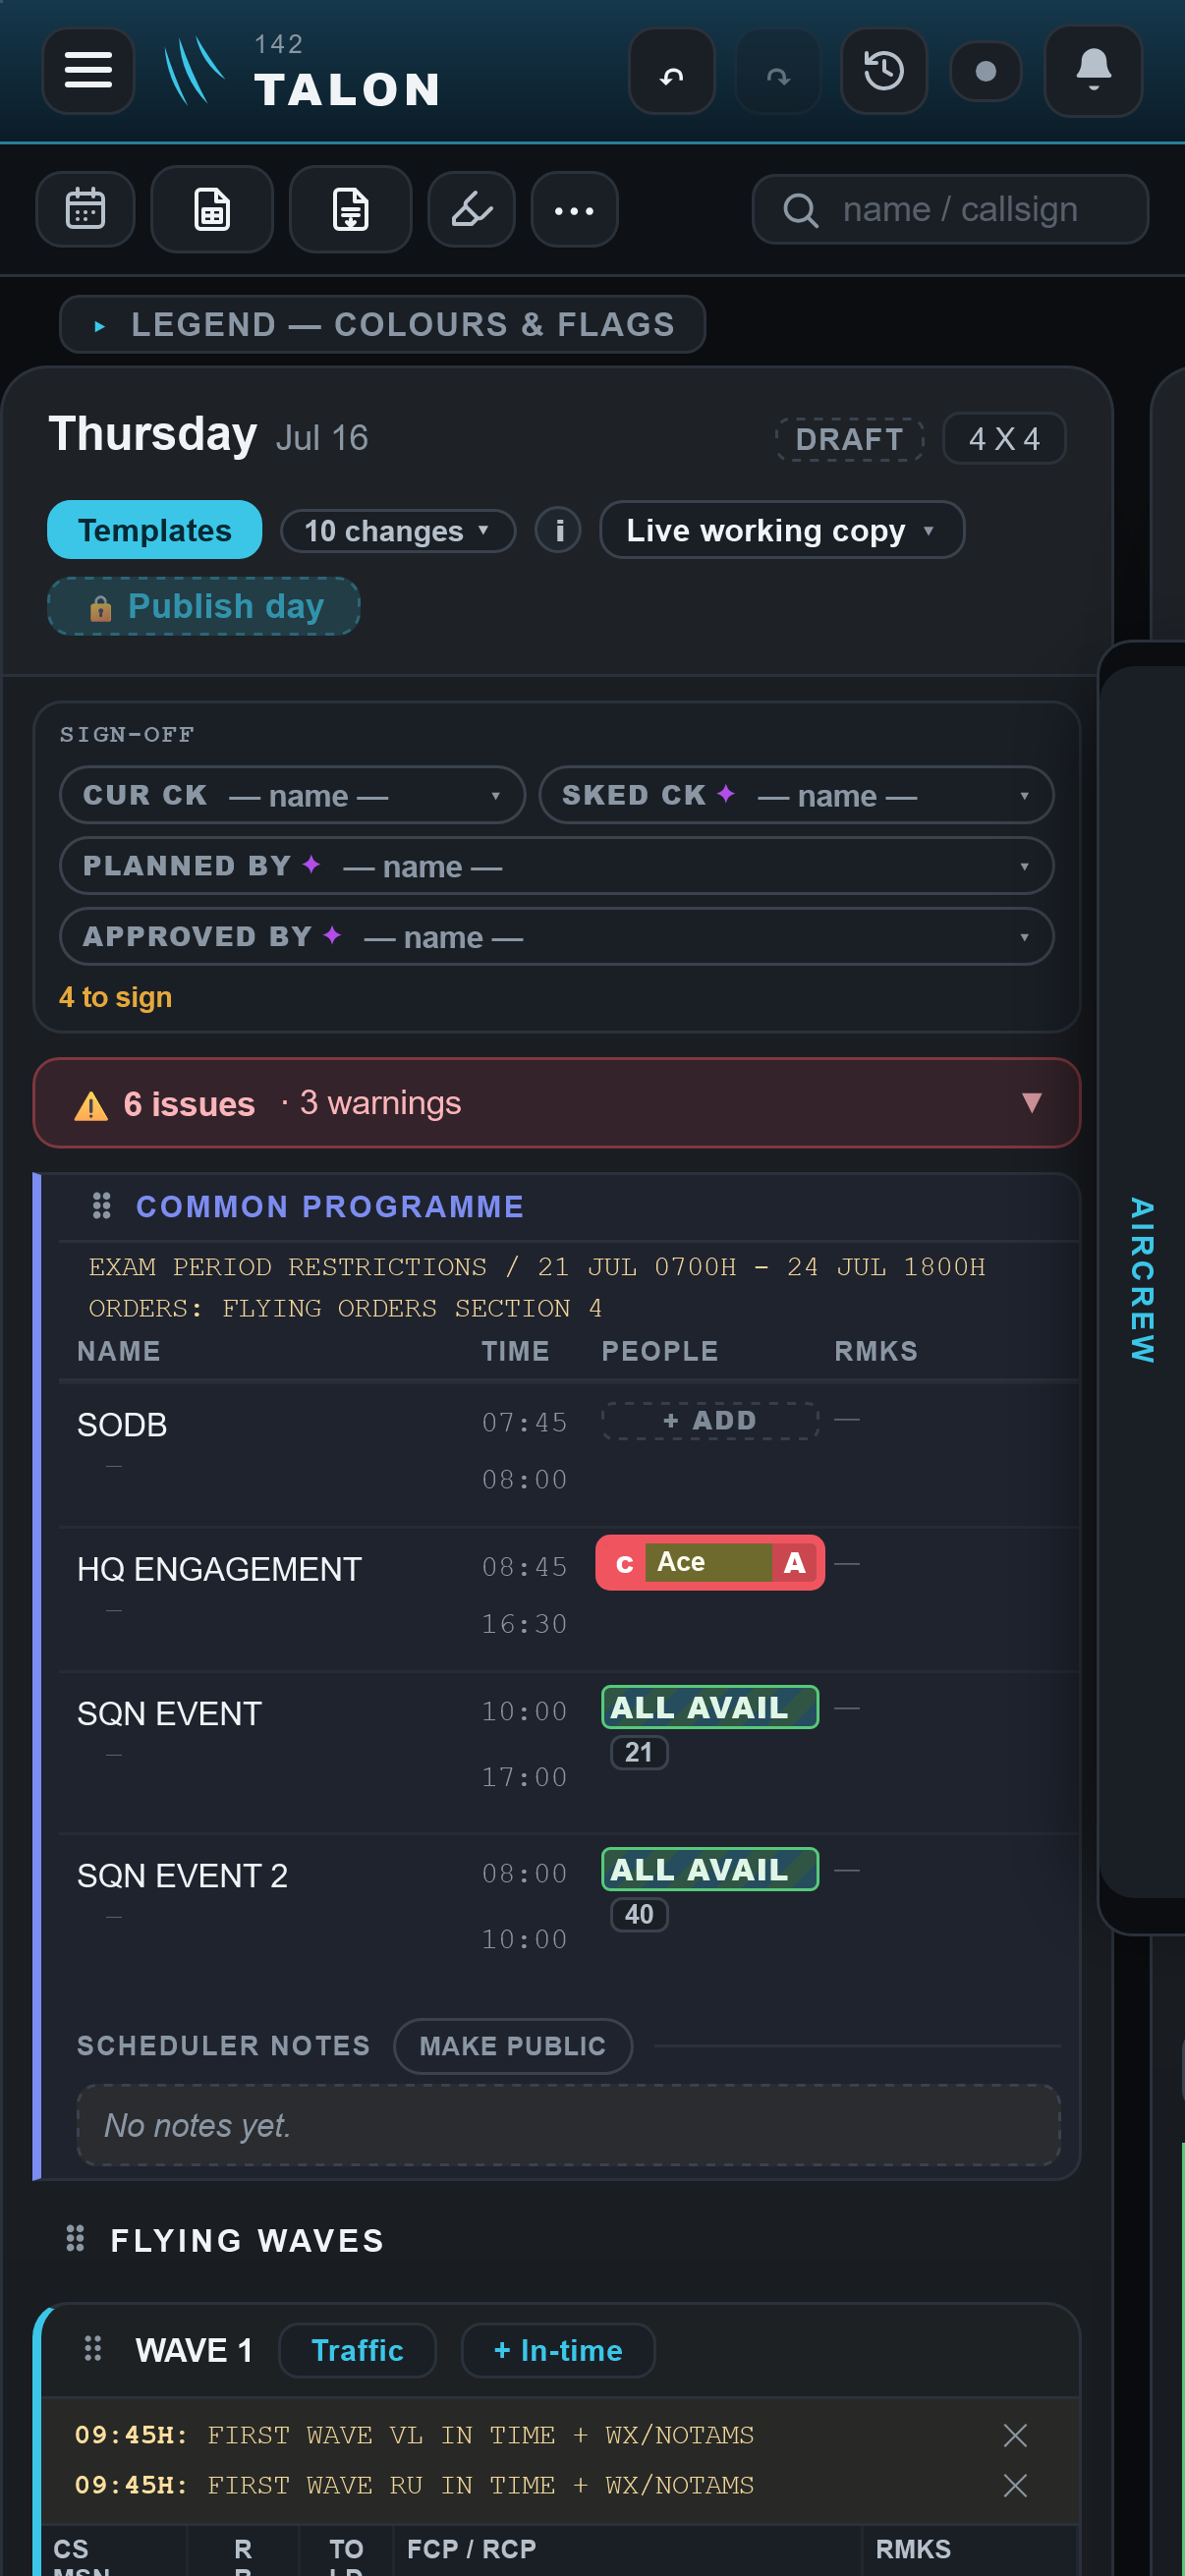 142
TALON
name / callsign
LEGEND — COLOURS & FLAGS
Thursday Jul 16 DRAFT 4 X 4
Templates 10 changes i Live working copy
Publish day
SIGN-OFF
CUR CK — name — SKED CK — name —
PLANNED BY — name —
APPROVED BY — name —
4 to sign
6 issues · 3 warnings
AIRCREW
COMMON PROGRAMME
EXAM PERIOD RESTRICTIONS / 21 JUL 0700H - 24 JUL 1800H
ORDERS: FLYING ORDERS SECTION 4
NAME TIME PEOPLE RMKS
SODB 07:45 + ADD —
— 08:00
HQ ENGAGEMENT 08:45 C Ace A —
— 16:30
SQN EVENT 10:00 ALL AVAIL —
— 21
17:00
SQN EVENT 2 08:00 ALL AVAIL —
— 40
10:00
SCHEDULER NOTES MAKE PUBLIC
No notes yet.
FLYING WAVES
WAVE 1 Traffic + In-time
09:45H: FIRST WAVE VL IN TIME + WX/NOTAMS
09:45H: FIRST WAVE RU IN TIME + WX/NOTAMS
CS R TO FCP / RCP RMKS